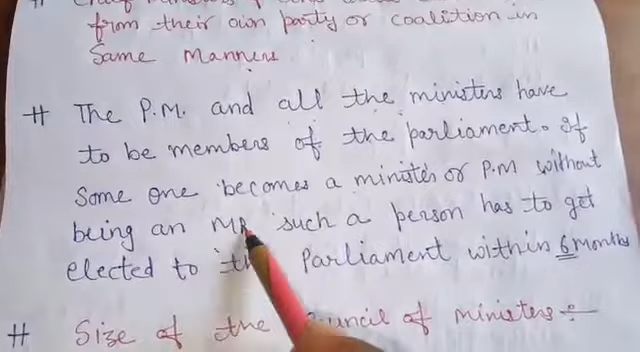 from their own party or coalition in
Same Manners.
# The P.M. and all the ministers have
to be members of the parliament. If
Some one becomes a minister or P.M without
being an MP such a person has to get
elected to the Parliament within 6 months
# Size of the Council of ministers ÷